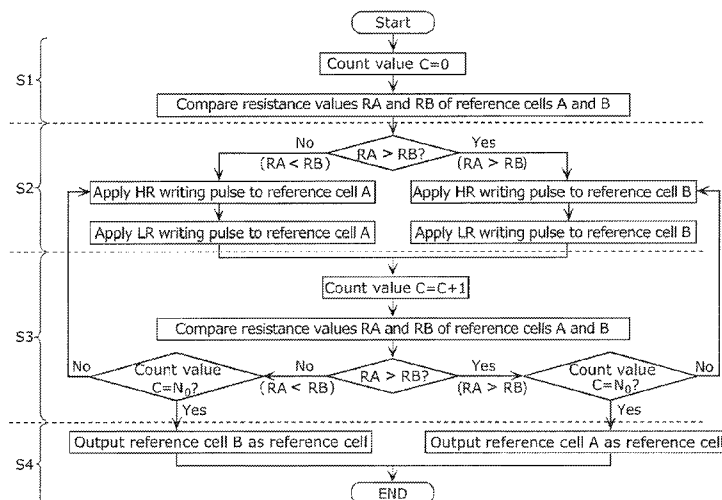 Start
S1
Count value C=0
Compare resistance values RA and RB of reference cells A and B
S2
No
(RA < RB)
RA > RB?
Yes
(RA > RB)
Apply HR writing pulse to reference cell A
Apply HR writing pulse to reference cell B
Apply LR writing pulse to reference cell A
Apply LR writing pulse to reference cell B
S3
Count value C=C+1
Compare resistance values RA and RB of reference cells A and B
No
Count value
C=N₀?
No
(RA < RB)
RA > RB?
Yes
(RA > RB)
Count value
C=N₀?
No
Yes
Yes
S4
Output reference cell B as reference cell
Output reference cell A as reference cell
END